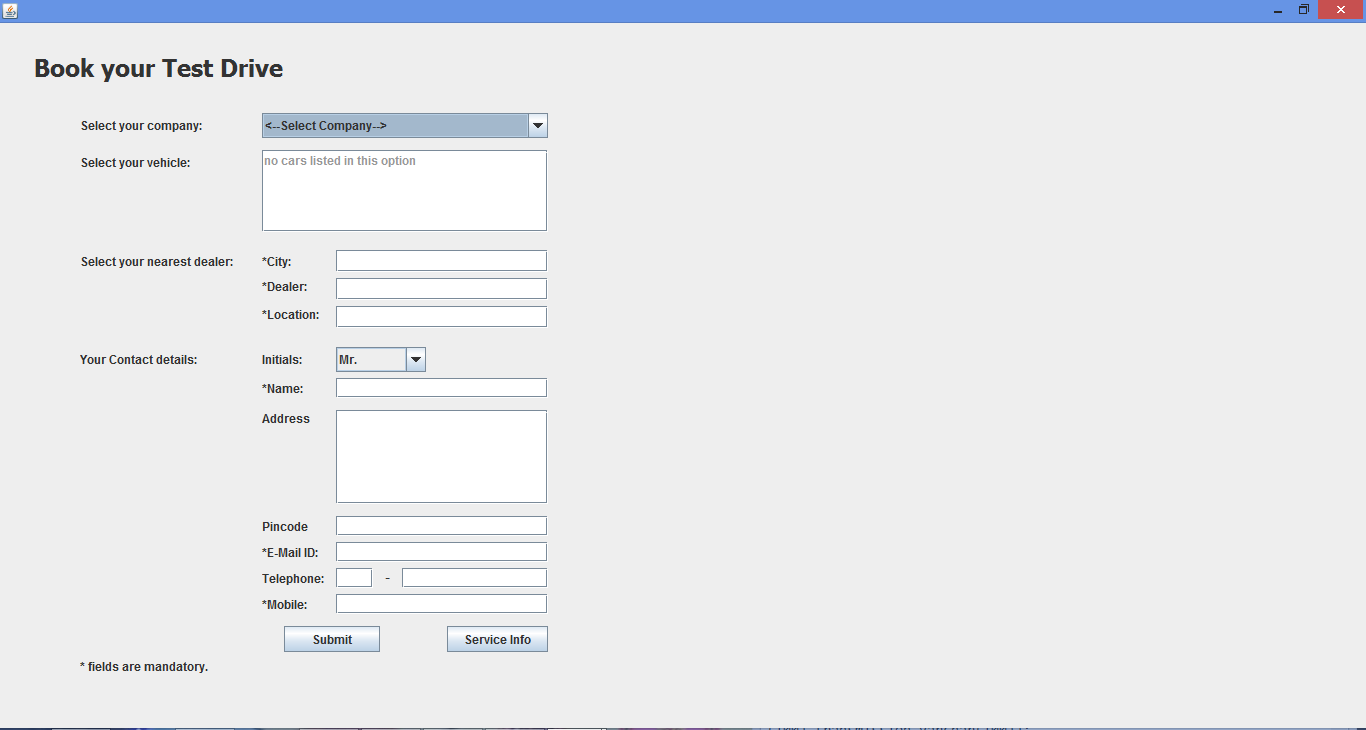 Book your Test Drive
Select your company: <--Select Company-->
Select your vehicle: no cars listed in this option
Select your nearest dealer: *City:
*Dealer:
*Location:
Your Contact details: Initials: Mr.
*Name:
Address
Pincode
*E-Mail ID:
Telephone: -
*Mobile:
Submit Service Info
* fields are mandatory.